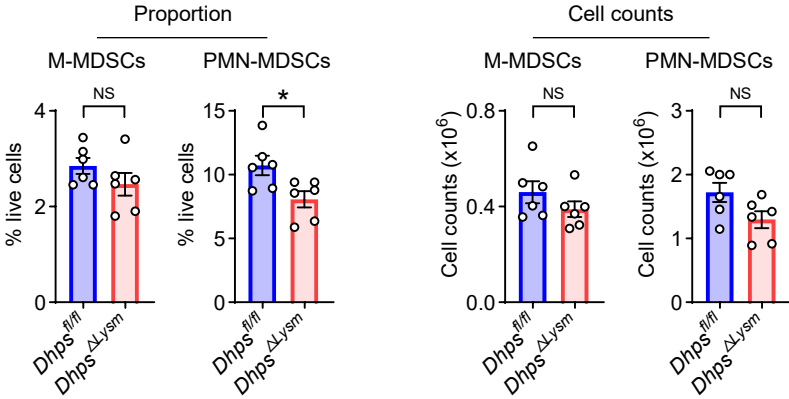 Proportion
Cell counts
M-MDSCs
PMN-MDSCs
M-MDSCs
PMN-MDSCs
NS
*
NS
NS
% live cells
4
2
0
% live cells
15
10
5
0
Cell counts (x10⁶)
0.8
0.4
0.0
Cell counts (x10⁶)
3
2
1
0
Dhps fl/fl
Dhps ΔLysm
Dhps fl/fl
Dhps ΔLysm
Dhps fl/fl
Dhps ΔLysm
Dhps fl/fl
Dhps ΔLysm